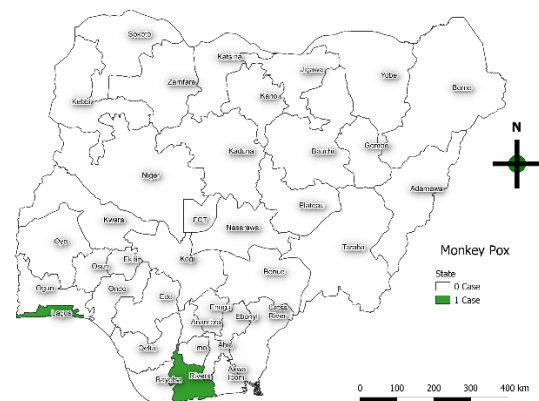 Sokoto
Katsina
Jigawa
Yobe
Borno
Zamfara
Kebbi
Kano
Kaduna
Bauchi
Gombe
Niger
Adamawa
N
Plateau
Kwara
FCT
Nasarawa
Taraba
Oyo
Osun
Ekiti
Kogi
Benue
Monkey Pox
State
0 Case
1 Case
Ogun
Ondo
Edo
Lagos
Enugu
Anambra
Ebonyi
Cross
River
Delta
Imo
Abia
Bayelsa
Rivers
Akwa
Ibom
0 100 200 300 400 km